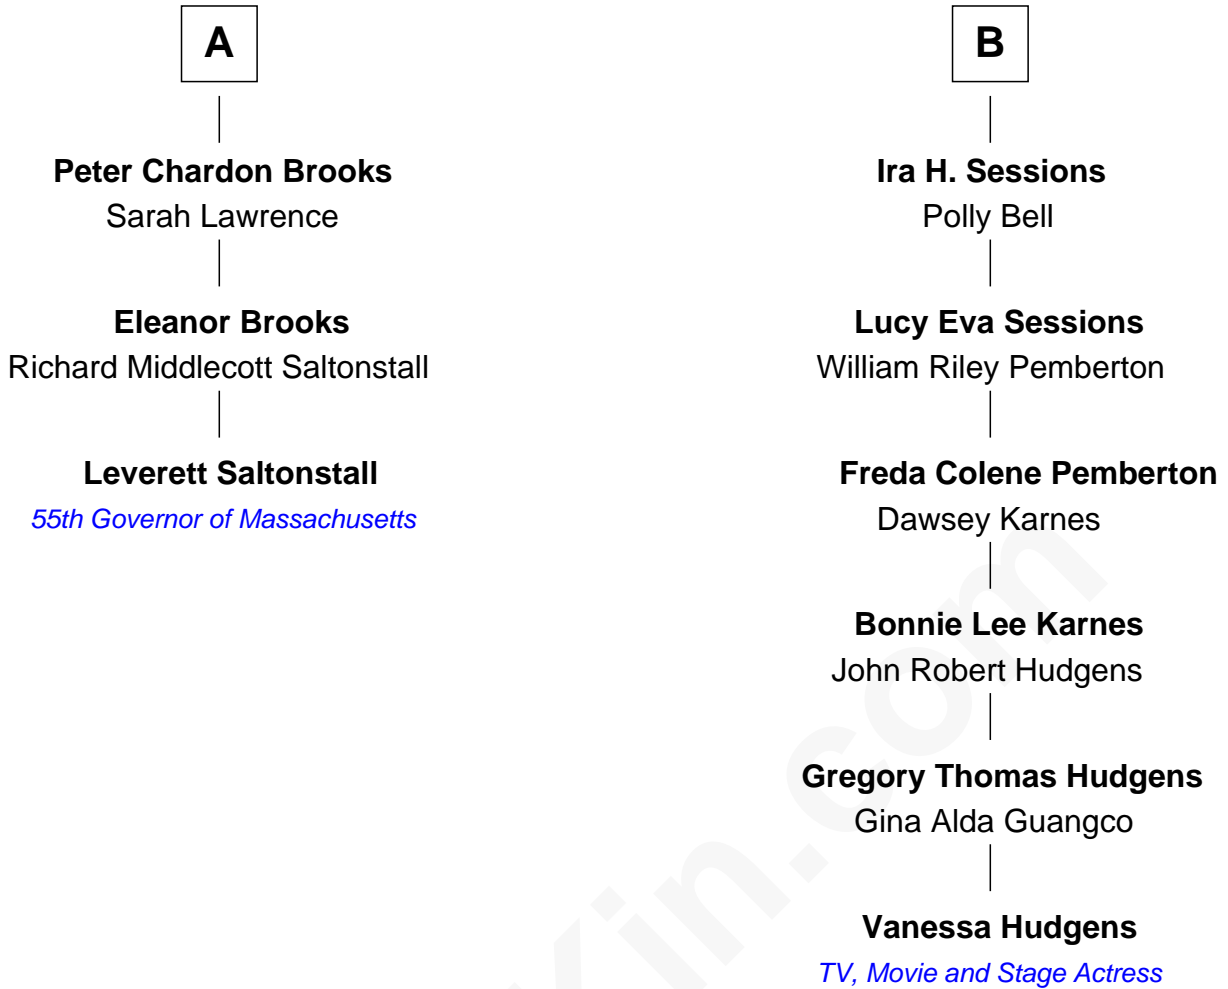 A
Peter Chardon Brooks
Sarah Lawrence
Eleanor Brooks
Richard Middlecott Saltonstall
Leverett Saltonstall
55th Governor of Massachusetts
B
Ira H. Sessions
Polly Bell
Lucy Eva Sessions
William Riley Pemberton
Freda Colene Pemberton
Dawsey Karnes
Bonnie Lee Karnes
John Robert Hudgens
Gregory Thomas Hudgens
Gina Alda Guangco
Vanessa Hudgens
TV, Movie and Stage Actress
Kin.com